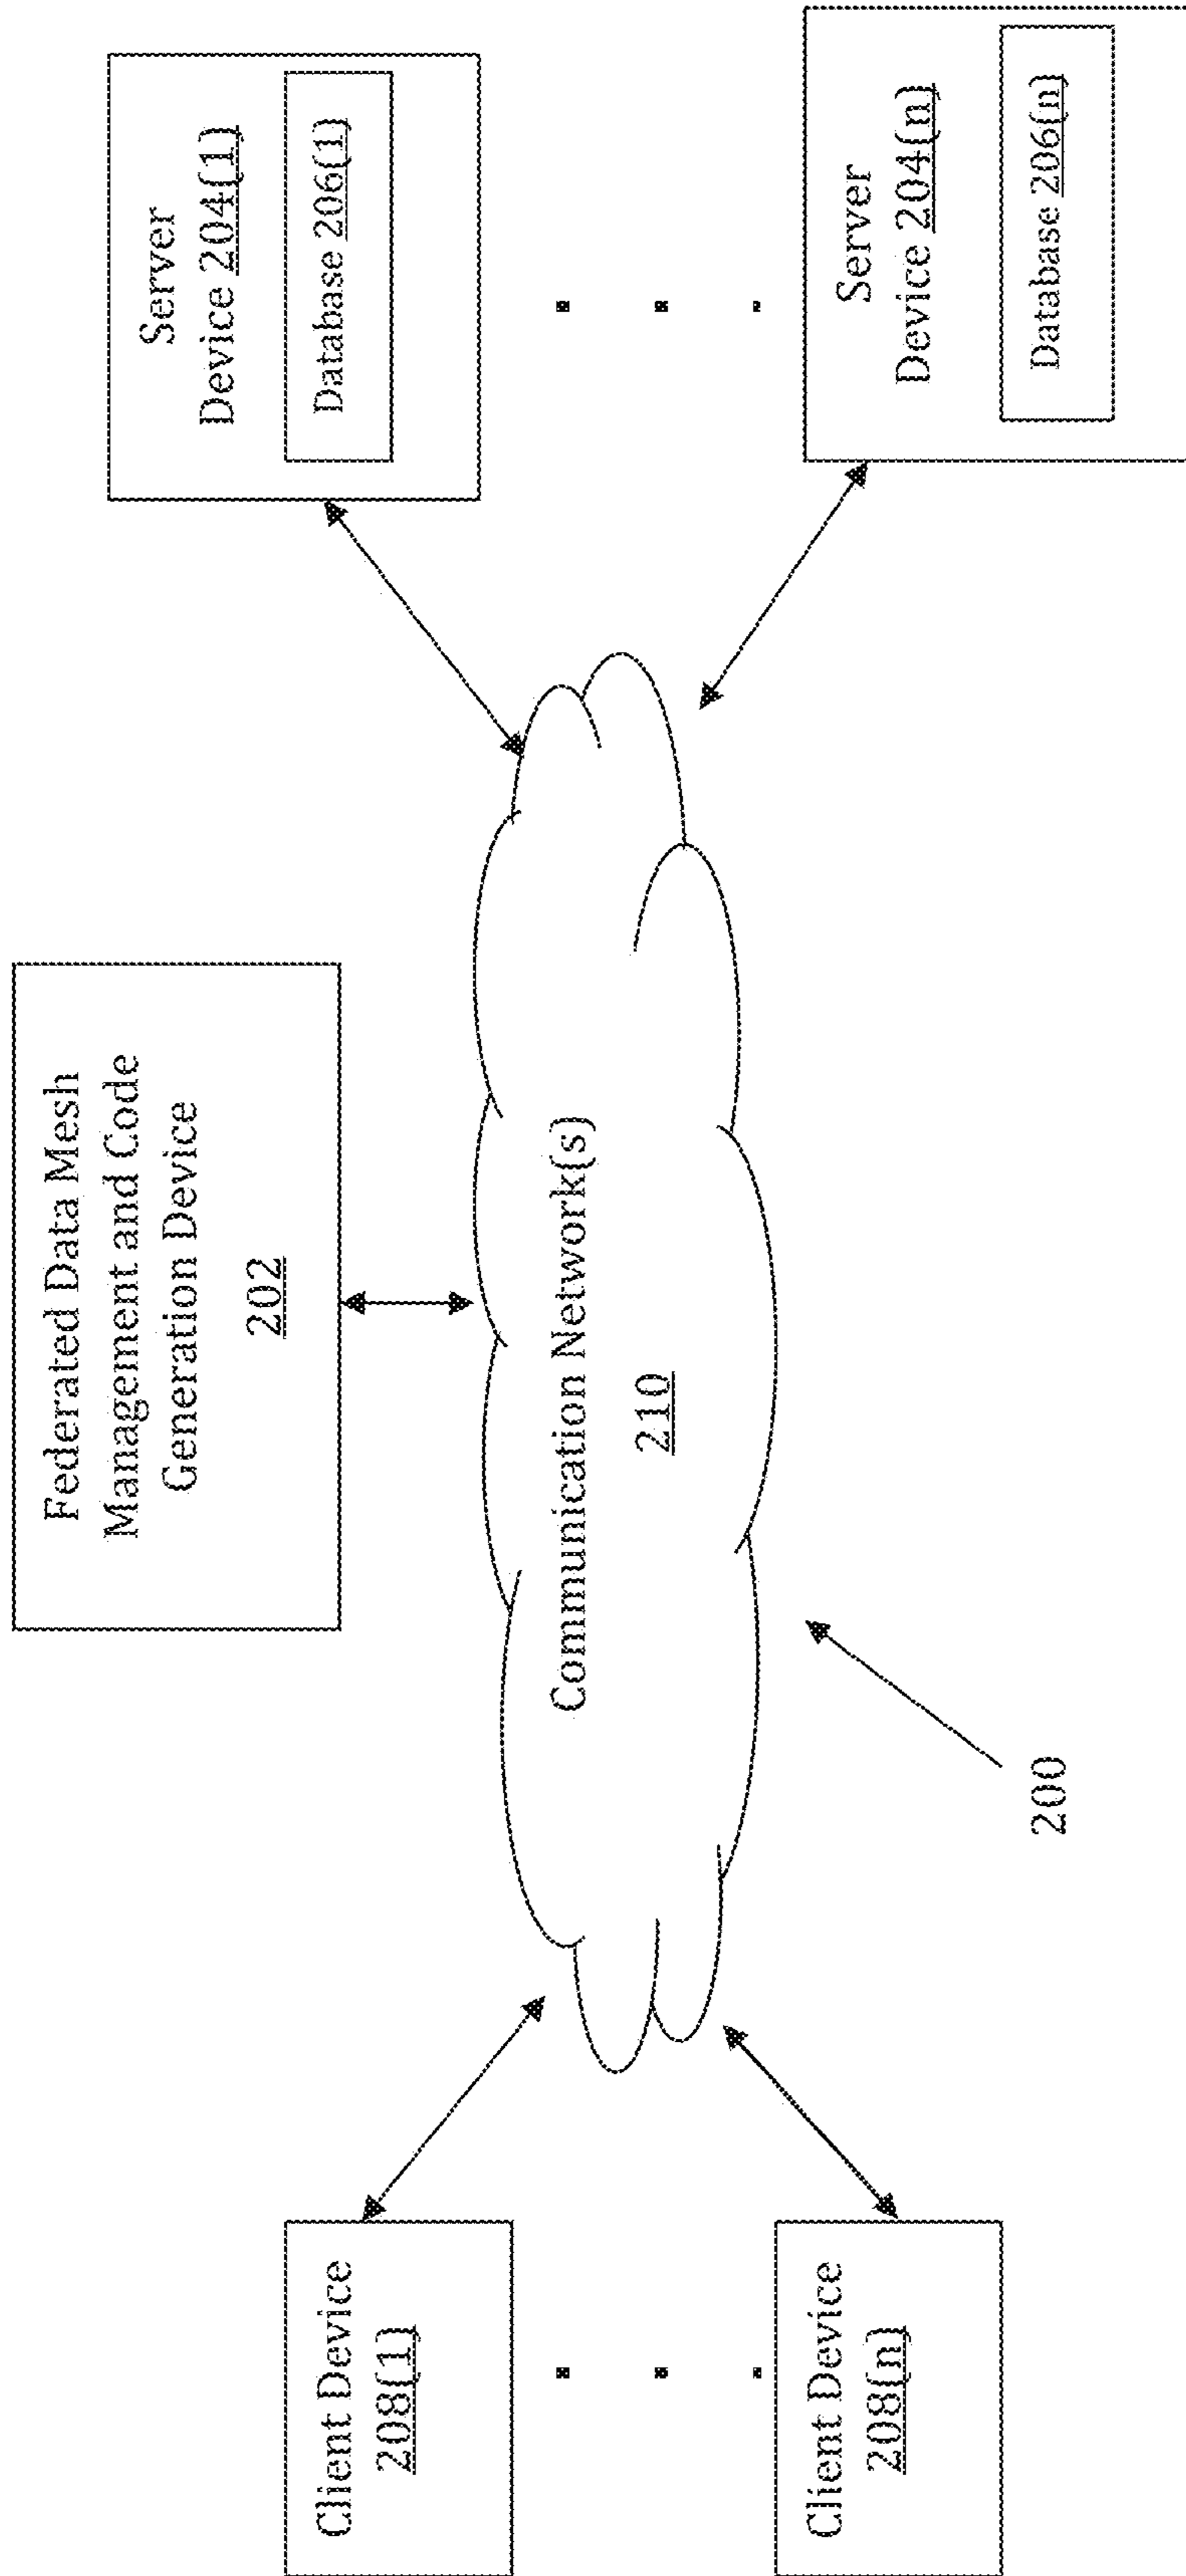 Federated Data Mesh
Management and Code
Generation Device
202
Server
Device 204(1)
Database 206(1)
Client Device
208(1)
Communication Network(s)
210
Server
Device 204(n)
Database 206(n)
Client Device
208(n)
200